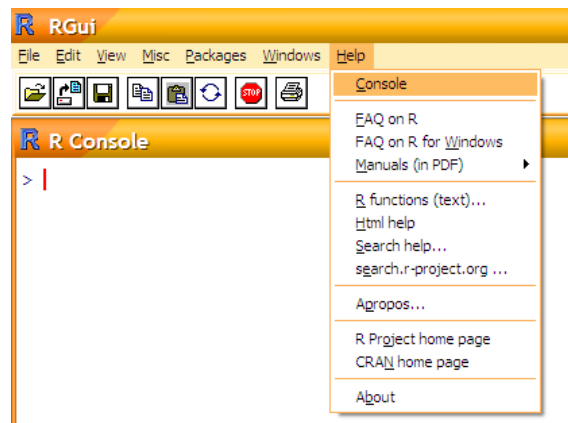 R RGui
File Edit View Misc Packages Windows Help
STOP
R R Console
>
Console
FAQ on R
FAQ on R for Windows
Manuals (in PDF)
R functions (text)...
Html help
Search help...
search.r-project.org ...
Apropos...
R Project home page
CRAN home page
About